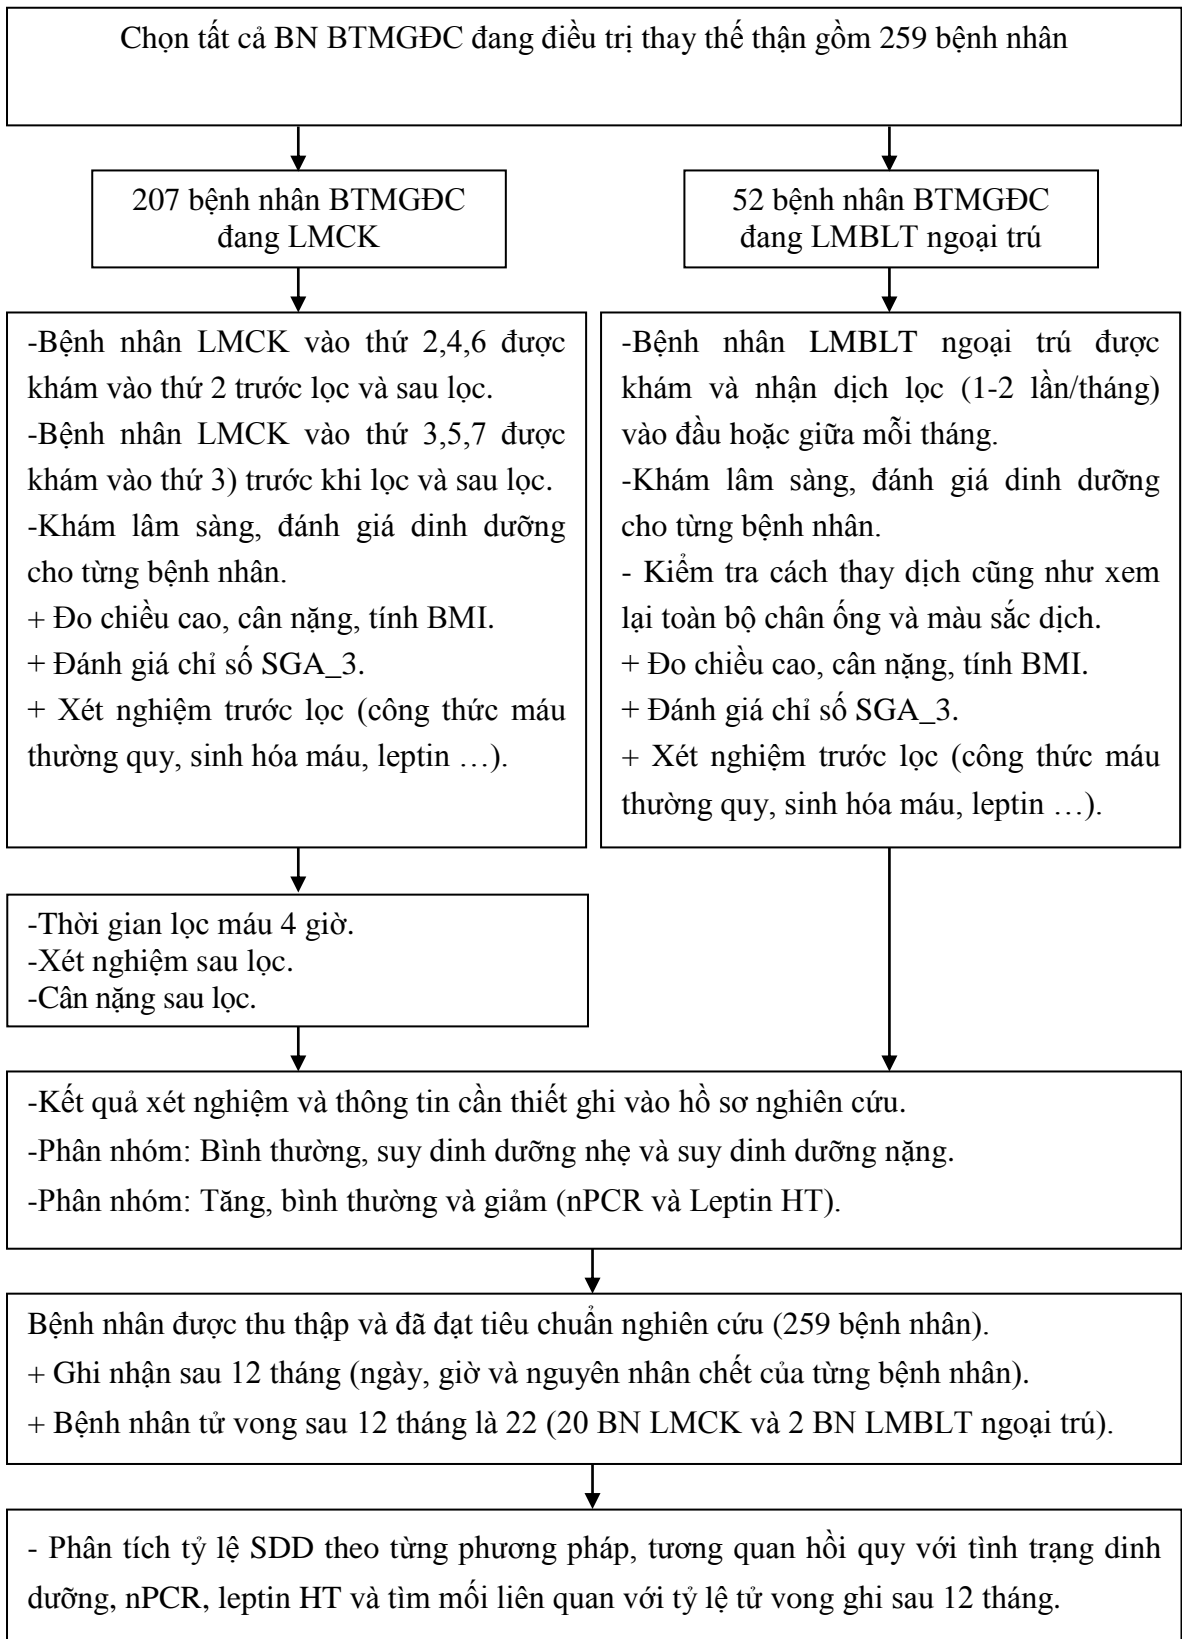 Chọn tất cả BN BTMGĐC đang điều trị thay thế thận gồm 259 bệnh nhân
207 bệnh nhân BTMGĐC
đang LMCK
52 bệnh nhân BTMGĐC
đang LMBLT ngoại trú
-Bệnh nhân LMCK vào thứ 2,4,6 được
khám vào thứ 2 trước lọc và sau lọc.
-Bệnh nhân LMCK vào thứ 3,5,7 được
khám vào thứ 3) trước khi lọc và sau lọc.
-Khám lâm sàng, đánh giá dinh dưỡng
cho từng bệnh nhân.
+ Đo chiều cao, cân nặng, tính BMI.
+ Đánh giá chỉ số SGA_3.
+ Xét nghiệm trước lọc (công thức máu
thường quy, sinh hóa máu, leptin …).
-Bệnh nhân LMBLT ngoại trú được
khám và nhận dịch lọc (1-2 lần/tháng)
vào đầu hoặc giữa mỗi tháng.
-Khám lâm sàng, đánh giá dinh dưỡng
cho từng bệnh nhân.
- Kiểm tra cách thay dịch cũng như xem
lại toàn bộ chân ống và màu sắc dịch.
+ Đo chiều cao, cân nặng, tính BMI.
+ Đánh giá chỉ số SGA_3.
+ Xét nghiệm trước lọc (công thức máu
thường quy, sinh hóa máu, leptin …).
-Thời gian lọc máu 4 giờ.
-Xét nghiệm sau lọc.
-Cân nặng sau lọc.
-Kết quả xét nghiệm và thông tin cần thiết ghi vào hồ sơ nghiên cứu.
-Phân nhóm: Bình thường, suy dinh dưỡng nhẹ và suy dinh dưỡng nặng.
-Phân nhóm: Tăng, bình thường và giảm (nPCR và Leptin HT).
Bệnh nhân được thu thập và đã đạt tiêu chuẩn nghiên cứu (259 bệnh nhân).
+ Ghi nhận sau 12 tháng (ngày, giờ và nguyên nhân chết của từng bệnh nhân).
+ Bệnh nhân tử vong sau 12 tháng là 22 (20 BN LMCK và 2 BN LMBLT ngoại trú).
- Phân tích tỷ lệ SDD theo từng phương pháp, tương quan hồi quy với tình trạng dinh
dưỡng, nPCR, leptin HT và tìm mối liên quan với tỷ lệ tử vong ghi sau 12 tháng.